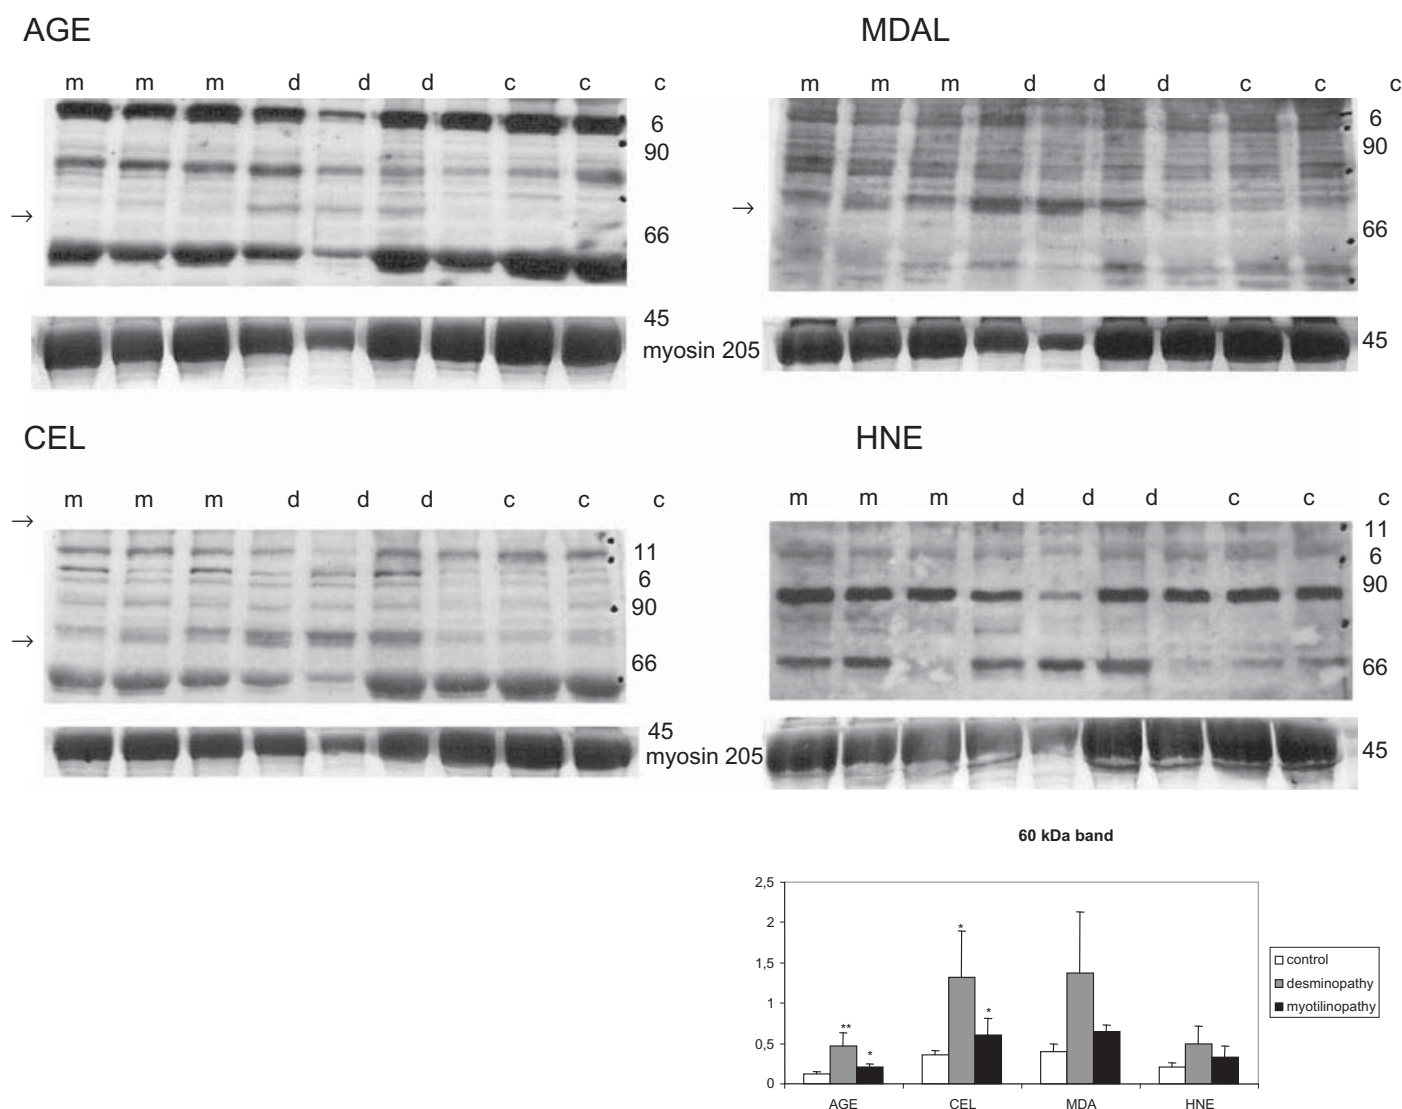 AGE
m m m d d d c c c
6
90
→
66
45
myosin 205
MDAL
m m m d d d c c c
6
90
→
66
45
CEL
m m m d d d c c c
→
11
6
90
→
66
45
myosin 205
HNE
m m m d d d c c c
11
6
90
66
45
60 kDa band
2,5
2
1,5
1
0,5
0
**
*
*
*
AGE CEL MDA HNE
control
desminopathy
myotilinopathy